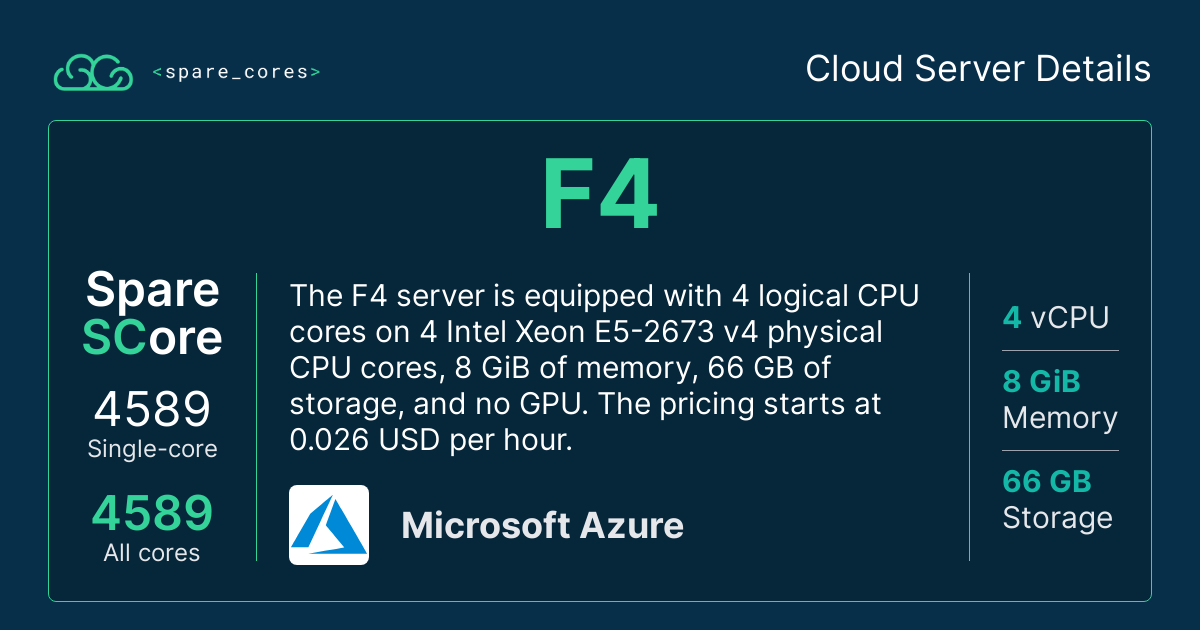 <spare_cores>
Cloud Server Details
F4
Spare
SCore
4589
Single-core
4589
All cores
The F4 server is equipped with 4 logical CPU
cores on 4 Intel Xeon E5-2673 v4 physical
CPU cores, 8 GiB of memory, 66 GB of
storage, and no GPU. The pricing starts at
0.026 USD per hour.
Microsoft Azure
4 vCPU
8 GiB
Memory
66 GB
Storage